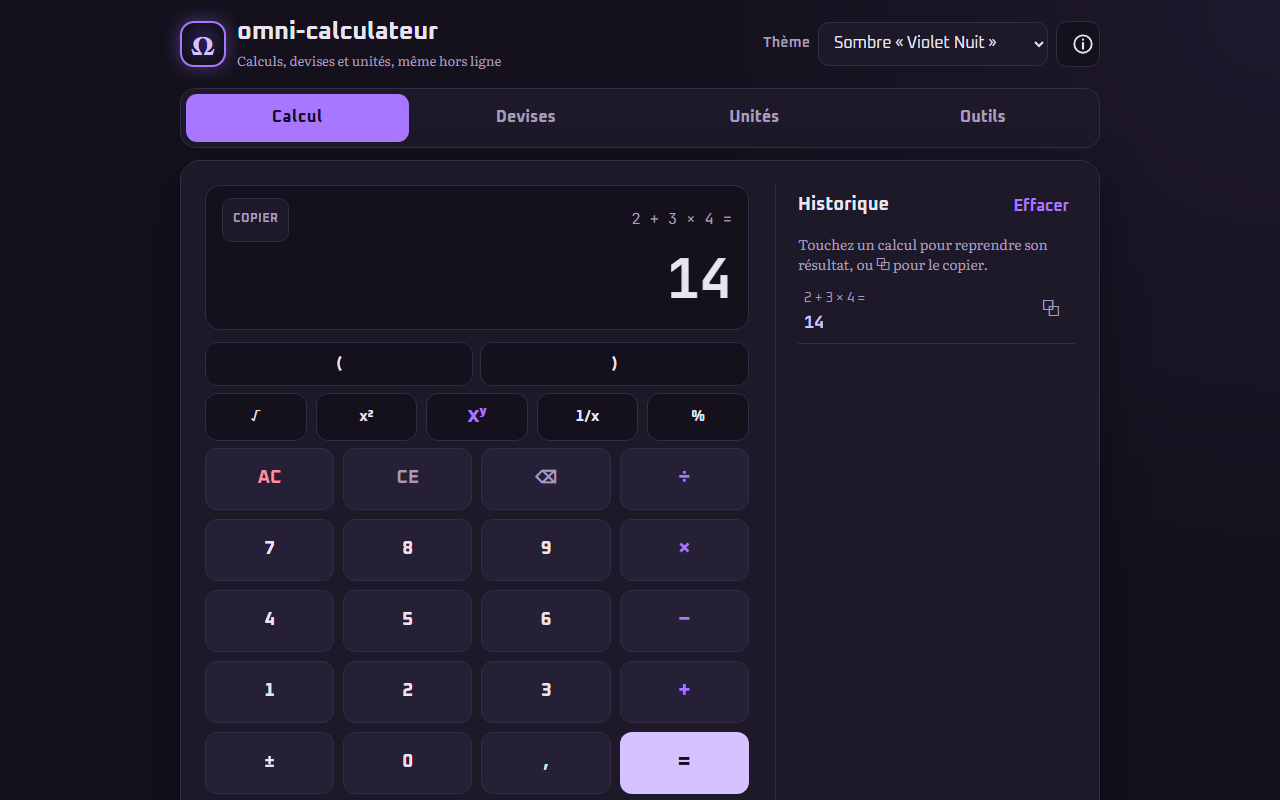 Ω
omni-calculateur
Calculs, devises et unités, même hors ligne
Thème
Sombre « Violet Nuit »
Calcul
Devises
Unités
Outils
COPIER
2 + 3 × 4 =
14
Historique
Effacer
Touchez un calcul pour reprendre son
résultat, ou ⿻ pour le copier.
2 + 3 × 4 =
14
⿻
( )
√ x² xʸ 1/x %
AC CE ⌫ ÷
7 8 9 ×
4 5 6 −
1 2 3 +
± 0 , =